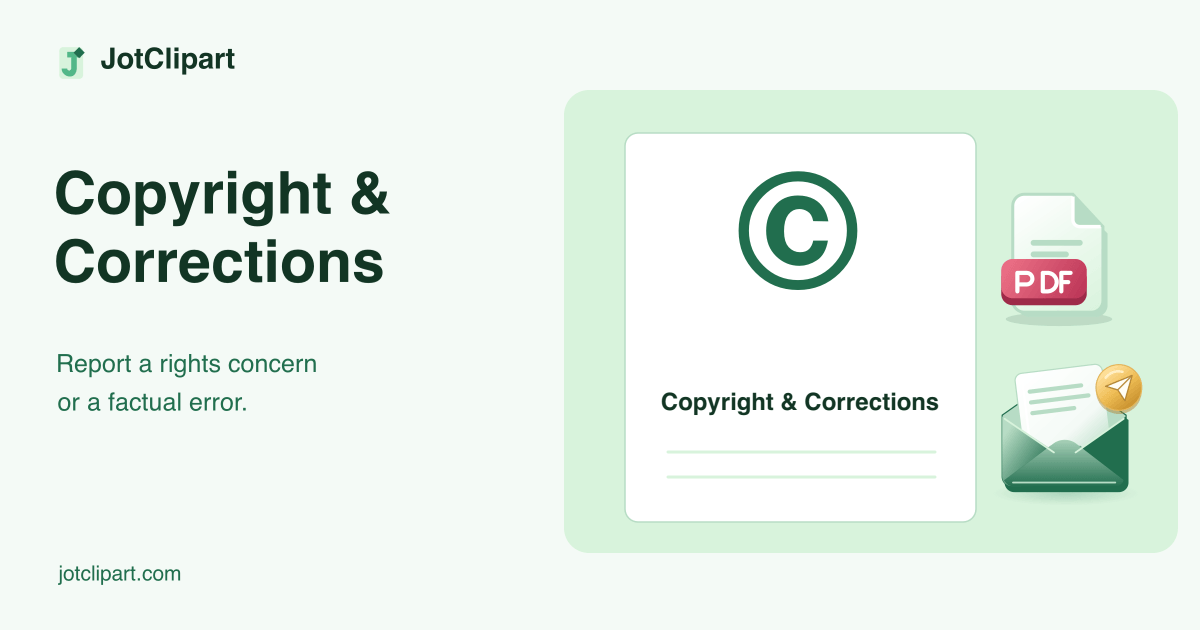 JotClipart
Copyright &
Corrections
Report a rights concern
or a factual error.
jotclipart.com
©
Copyright & Corrections
PDF